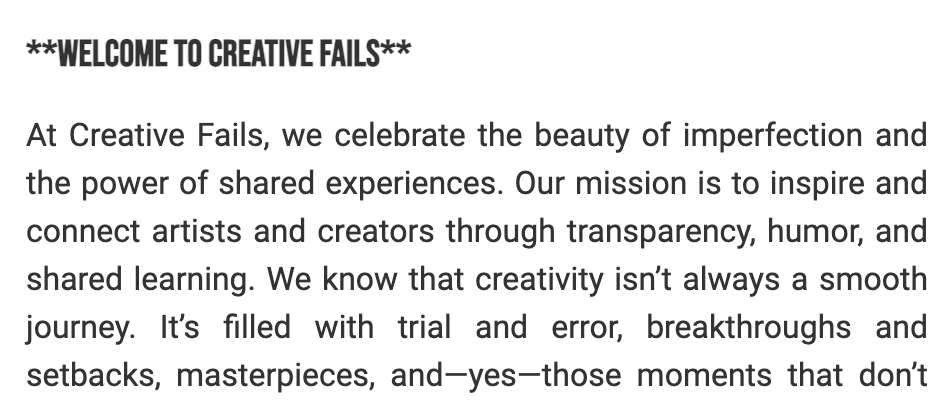 **WELCOME TO CREATIVE FAILS**
At Creative Fails, we celebrate the beauty of imperfection and
the power of shared experiences. Our mission is to inspire and
connect artists and creators through transparency, humor, and
shared learning. We know that creativity isn’t always a smooth
journey. It’s filled with trial and error, breakthroughs and
setbacks, masterpieces, and—yes—those moments that don’t